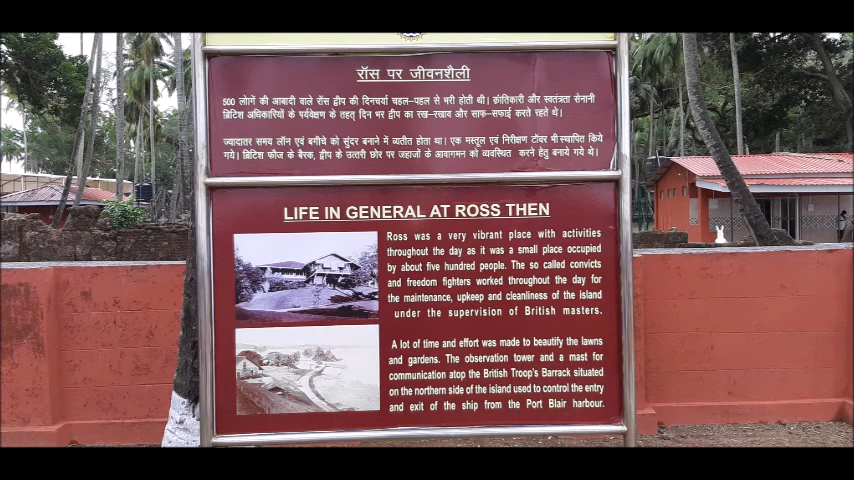 रॉस पर जीवनशैली
500 लोगों की आबादी वाले रॉस द्वीप की दिनचर्या चहल–पहल से भरी होती थी। क्रांतिकारी और स्वतंत्रता सेनानी
ब्रिटिश अधिकारियों के पर्यवेक्षण के तहत् दिन भर द्वीप का रख–रखाव और साफ–सफाई करते रहते थे।
ज्यादातर समय लॉन एवं बगीचे को सुंदर बनाने में व्यतीत होता था। एक मस्तूल एवं निरीक्षण टॉवर भी स्थापित किये
गये। ब्रिटिश फौज के बैरक, द्वीप के उत्तरी छोर पर जहाजों के आवागमन को व्यवस्थित करने हेतु बनाये गये थे।
LIFE IN GENERAL AT ROSS THEN
Ross was a very vibrant place with activities
throughout the day as it was a small place occupied
by about five hundred people. The so called convicts
and freedom fighters worked throughout the day for
the maintenance, upkeep and cleanliness of the island
under the supervision of British masters.
A lot of time and effort was made to beautify the lawns
and gardens. The observation tower and a mast for
communication atop the British Troop's Barrack situated
on the northern side of the island used to control the entry
and exit of the ship from the Port Blair harbour.